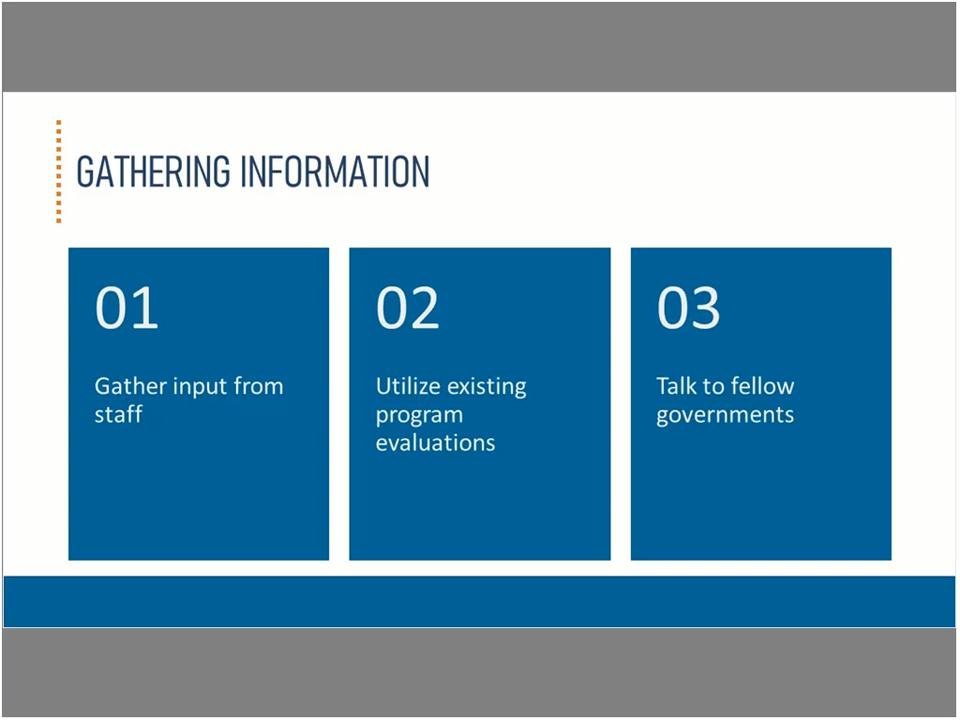 GATHERING INFORMATION
01
Gather input from
staff
02
Utilize existing
program
evaluations
03
Talk to fellow
governments